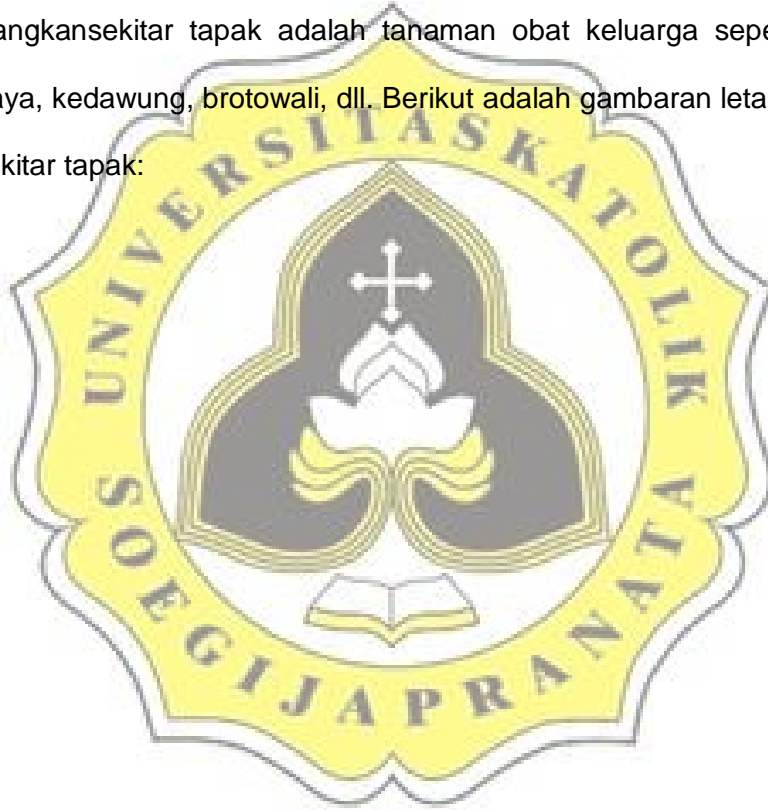 angkansekitar tapak adalah tanaman obat keluarga sepe
aya, kedawung, brotowali, dll. Berikut adalah gambaran leta
kitar tapak:
UNIVERSITAS KATOLIK
SOEGIJAPRANATA